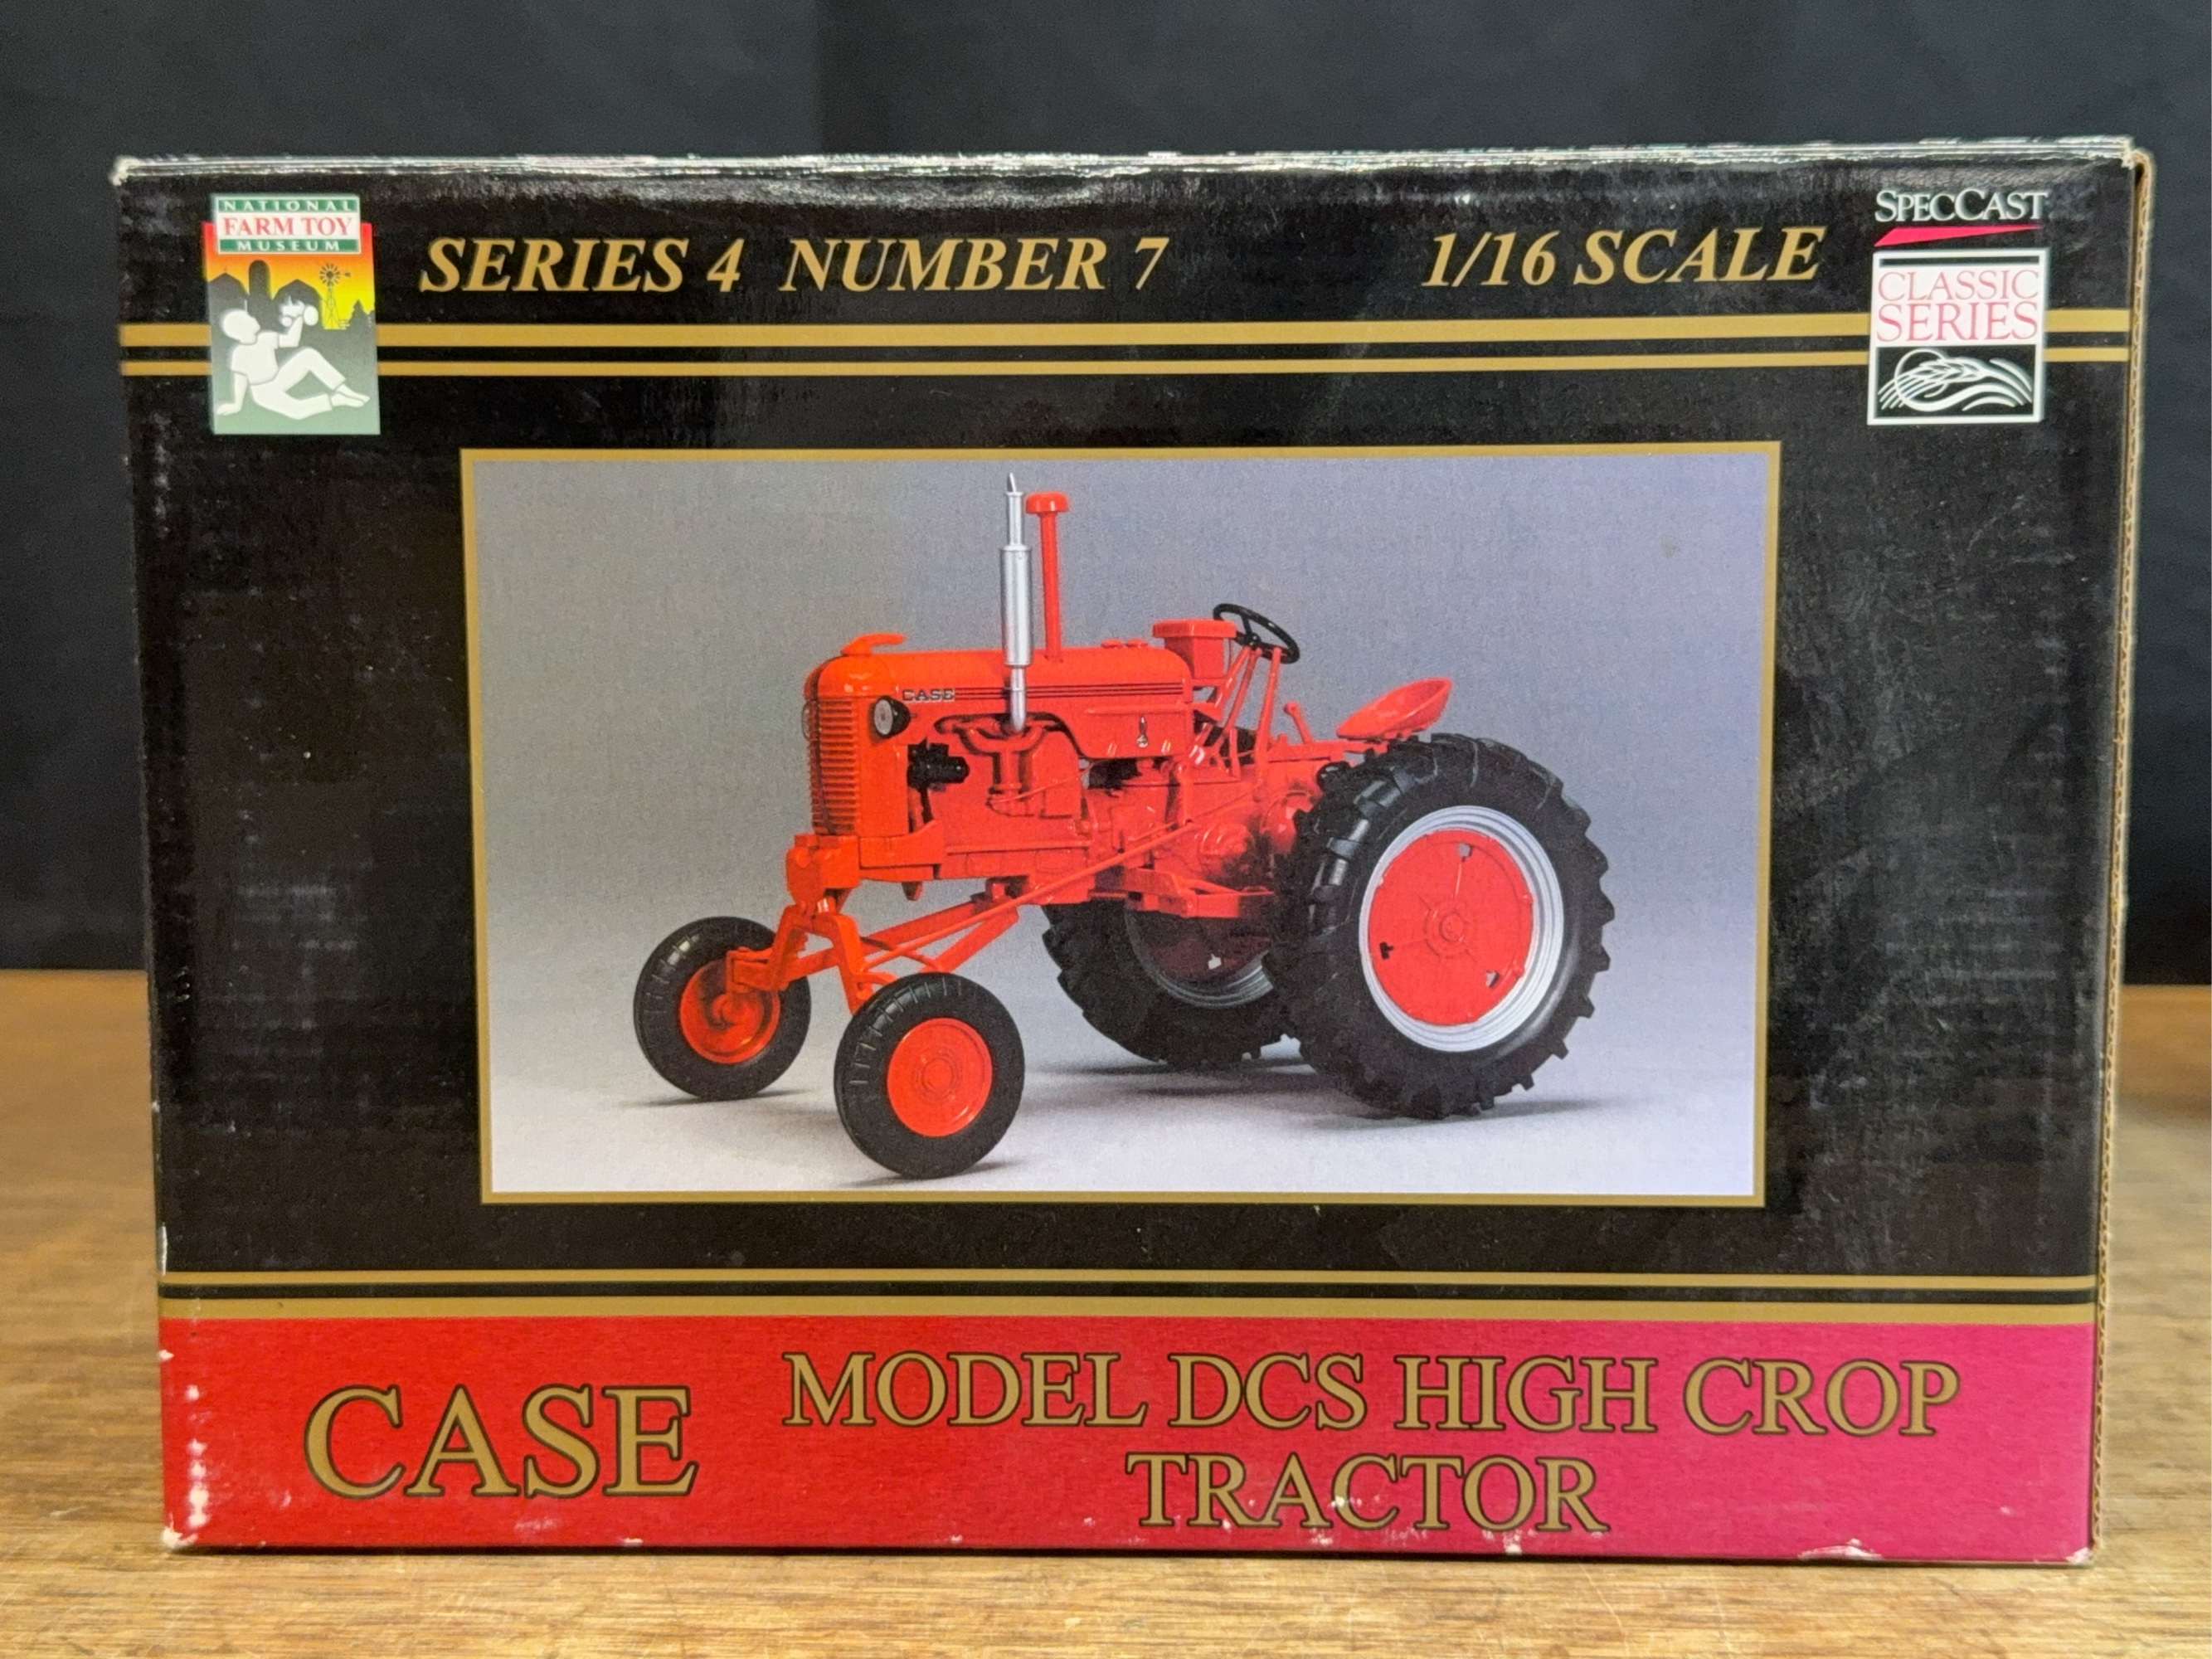 NATIONAL
FARM TOY
MUSEUM
SERIES 4 NUMBER 7
1/16 SCALE
SPECCAST
CLASSIC
SERIES
CASE
CASE
MODEL DCS HIGH CROP
TRACTOR